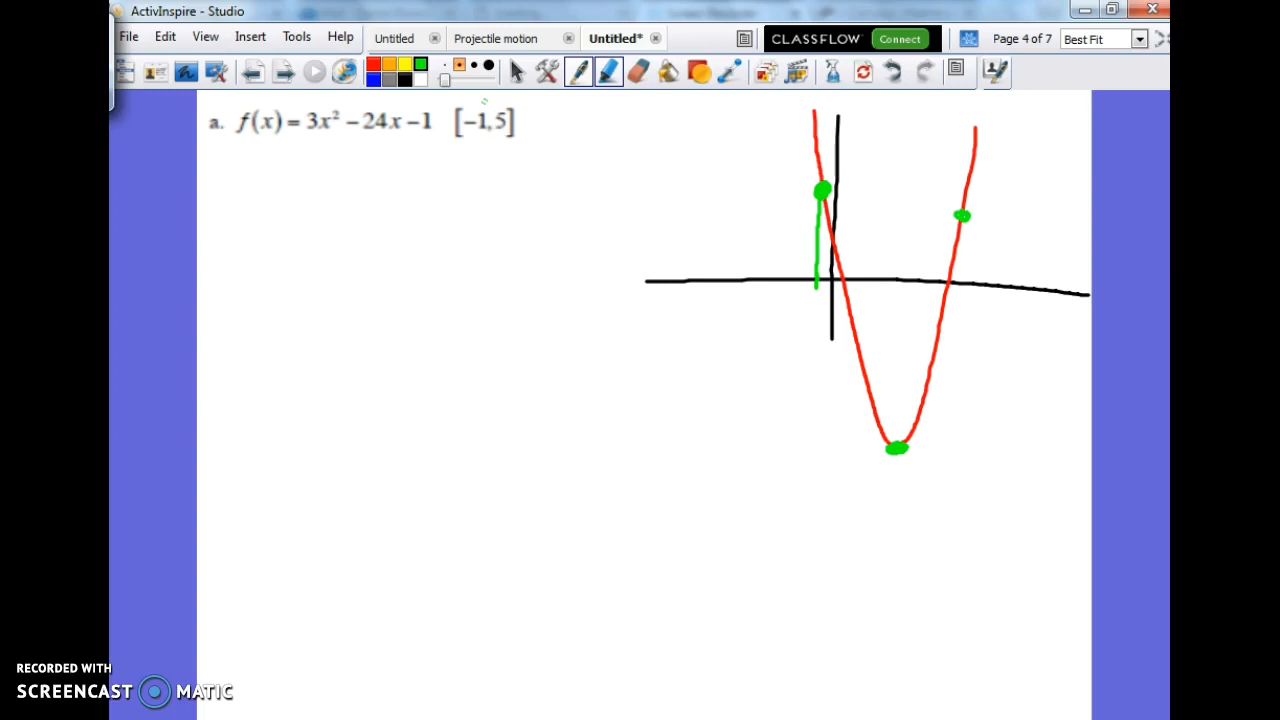 ActivInspire - Studio
File Edit View Insert Tools Help Untitled Projectile motion Untitled* CLASSFLOW Connect Page 4 of 7 Best Fit
a. f(x) = 3x² − 24x − 1 [−1, 5]
RECORDED WITH
SCREENCAST MATIC